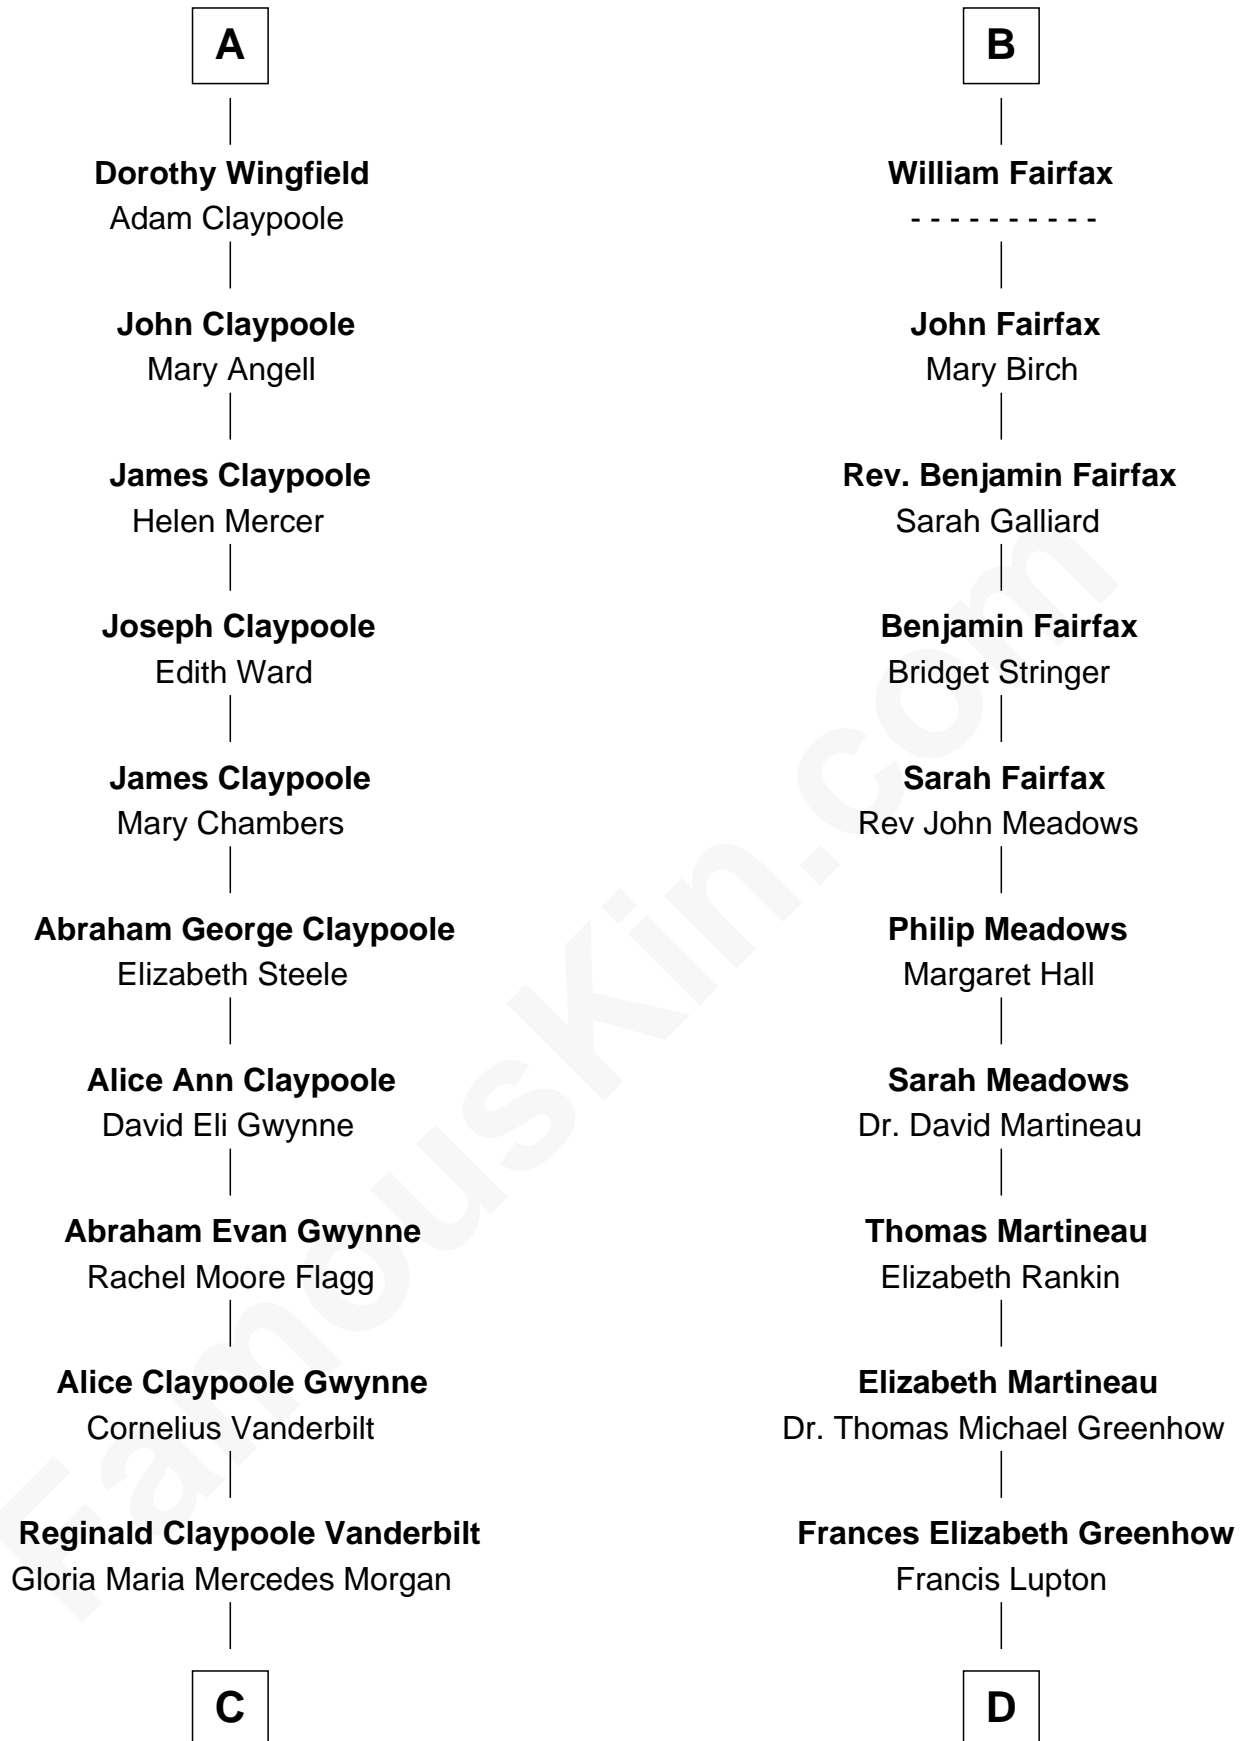 A
Dorothy Wingfield
Adam Claypoole
John Claypoole
Mary Angell
James Claypoole
Helen Mercer
Joseph Claypoole
Edith Ward
James Claypoole
Mary Chambers
Abraham George Claypoole
Elizabeth Steele
Alice Ann Claypoole
David Eli Gwynne
Abraham Evan Gwynne
Rachel Moore Flagg
Alice Claypoole Gwynne
Cornelius Vanderbilt
Reginald Claypoole Vanderbilt
Gloria Maria Mercedes Morgan
C
B
William Fairfax
- - - - - - - - - -
John Fairfax
Mary Birch
Rev. Benjamin Fairfax
Sarah Galliard
Benjamin Fairfax
Bridget Stringer
Sarah Fairfax
Rev John Meadows
Philip Meadows
Margaret Hall
Sarah Meadows
Dr. David Martineau
Thomas Martineau
Elizabeth Rankin
Elizabeth Martineau
Dr. Thomas Michael Greenhow
Frances Elizabeth Greenhow
Francis Lupton
D
FamousKin.com